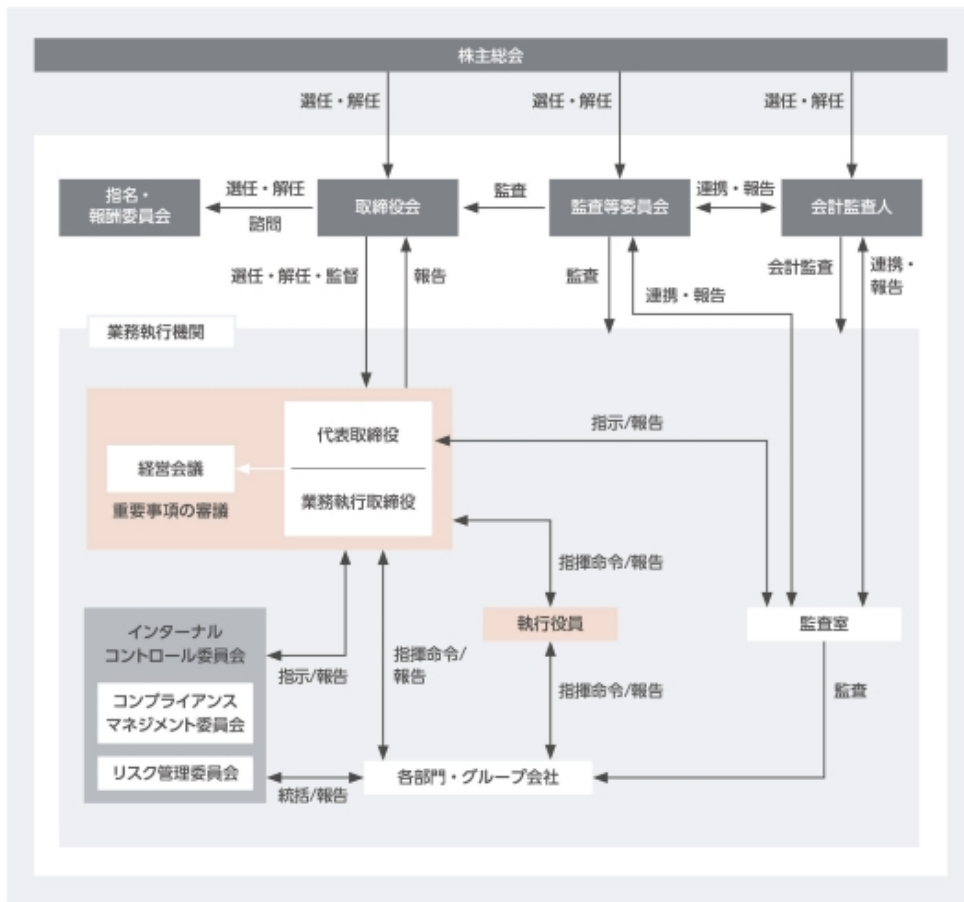 株主総会
選任・解任
選任・解任
選任・解任
指名・
報酬委員会
選任・解任
諮問
取締役会
監査
監査等委員会
連携・報告
会計監査人
選任・解任・監督
報告
監査
連携・報告
会計監査
連携・
報告
業務執行機関
代表取締役
業務執行取締役
経営会議
重要事項の審議
指示/報告
指揮命令/報告
執行役員
監査室
インターナル
コントロール委員会
指示/報告
コンプライアンス
マネジメント委員会
リスク管理委員会
指揮命令/
報告
指揮命令/報告
監査
統括/報告
各部門・グループ会社